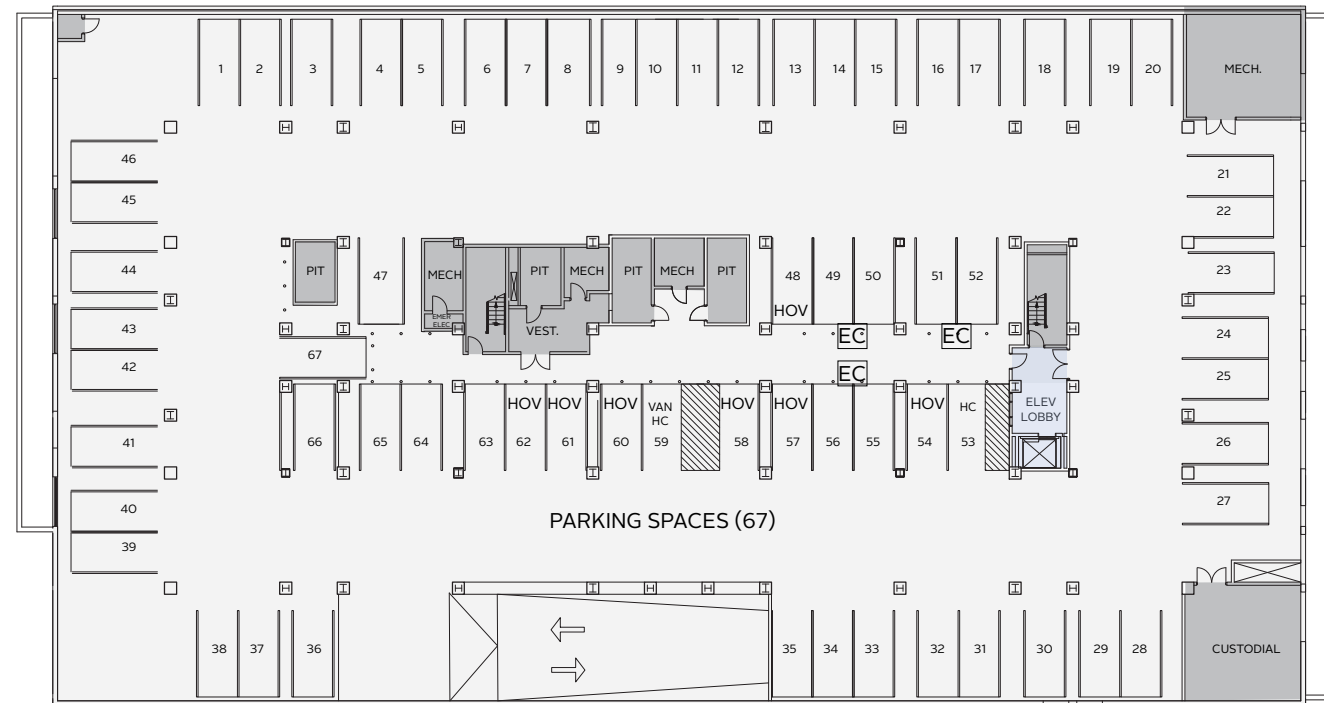 1 2 3 4 5 6 7 8 9 10 11 12 13 14 15 16 17 18 19 20 MECH.
46
45
21
22
44
PIT
47
MECH
PIT
MECH
PIT
MECH
PIT
48
49
50
51
52
23
HOV
43
EMER
ELEC
VEST.
EC
EC
24
67
42
EC
25
HOV
HOV
HOV
VAN
HC
HOV
HOV
HOV
HC
ELEV
LOBBY
41
66 65 64 63 62 61 60 59 58 57 56 55 54 53
26
40
27
PARKING SPACES (67)
39
38 37 36 35 34 33 32 31 30 29 28 CUSTODIAL